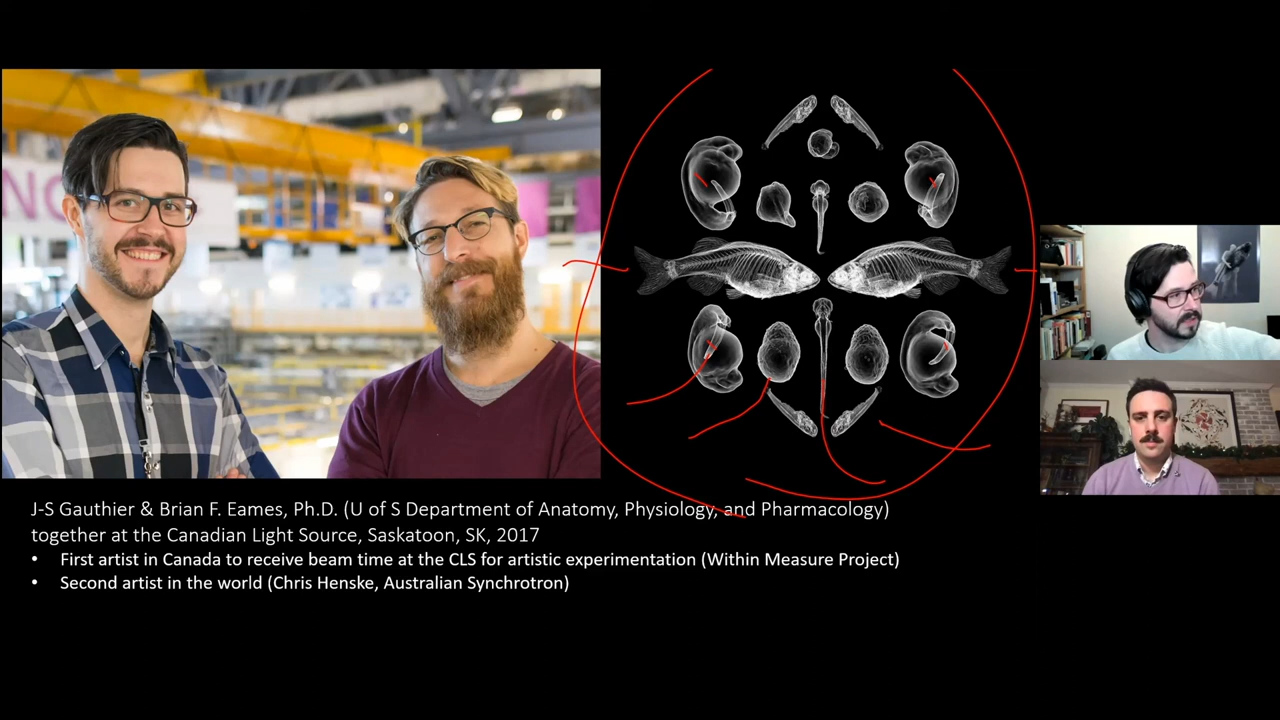 NG
J-S Gauthier & Brian F. Eames, Ph.D. (U of S Department of Anatomy, Physiology, and Pharmacology)
together at the Canadian Light Source, Saskatoon, SK, 2017
• First artist in Canada to receive beam time at the CLS for artistic experimentation (Within Measure Project)
• Second artist in the world (Chris Henske, Australian Synchrotron)